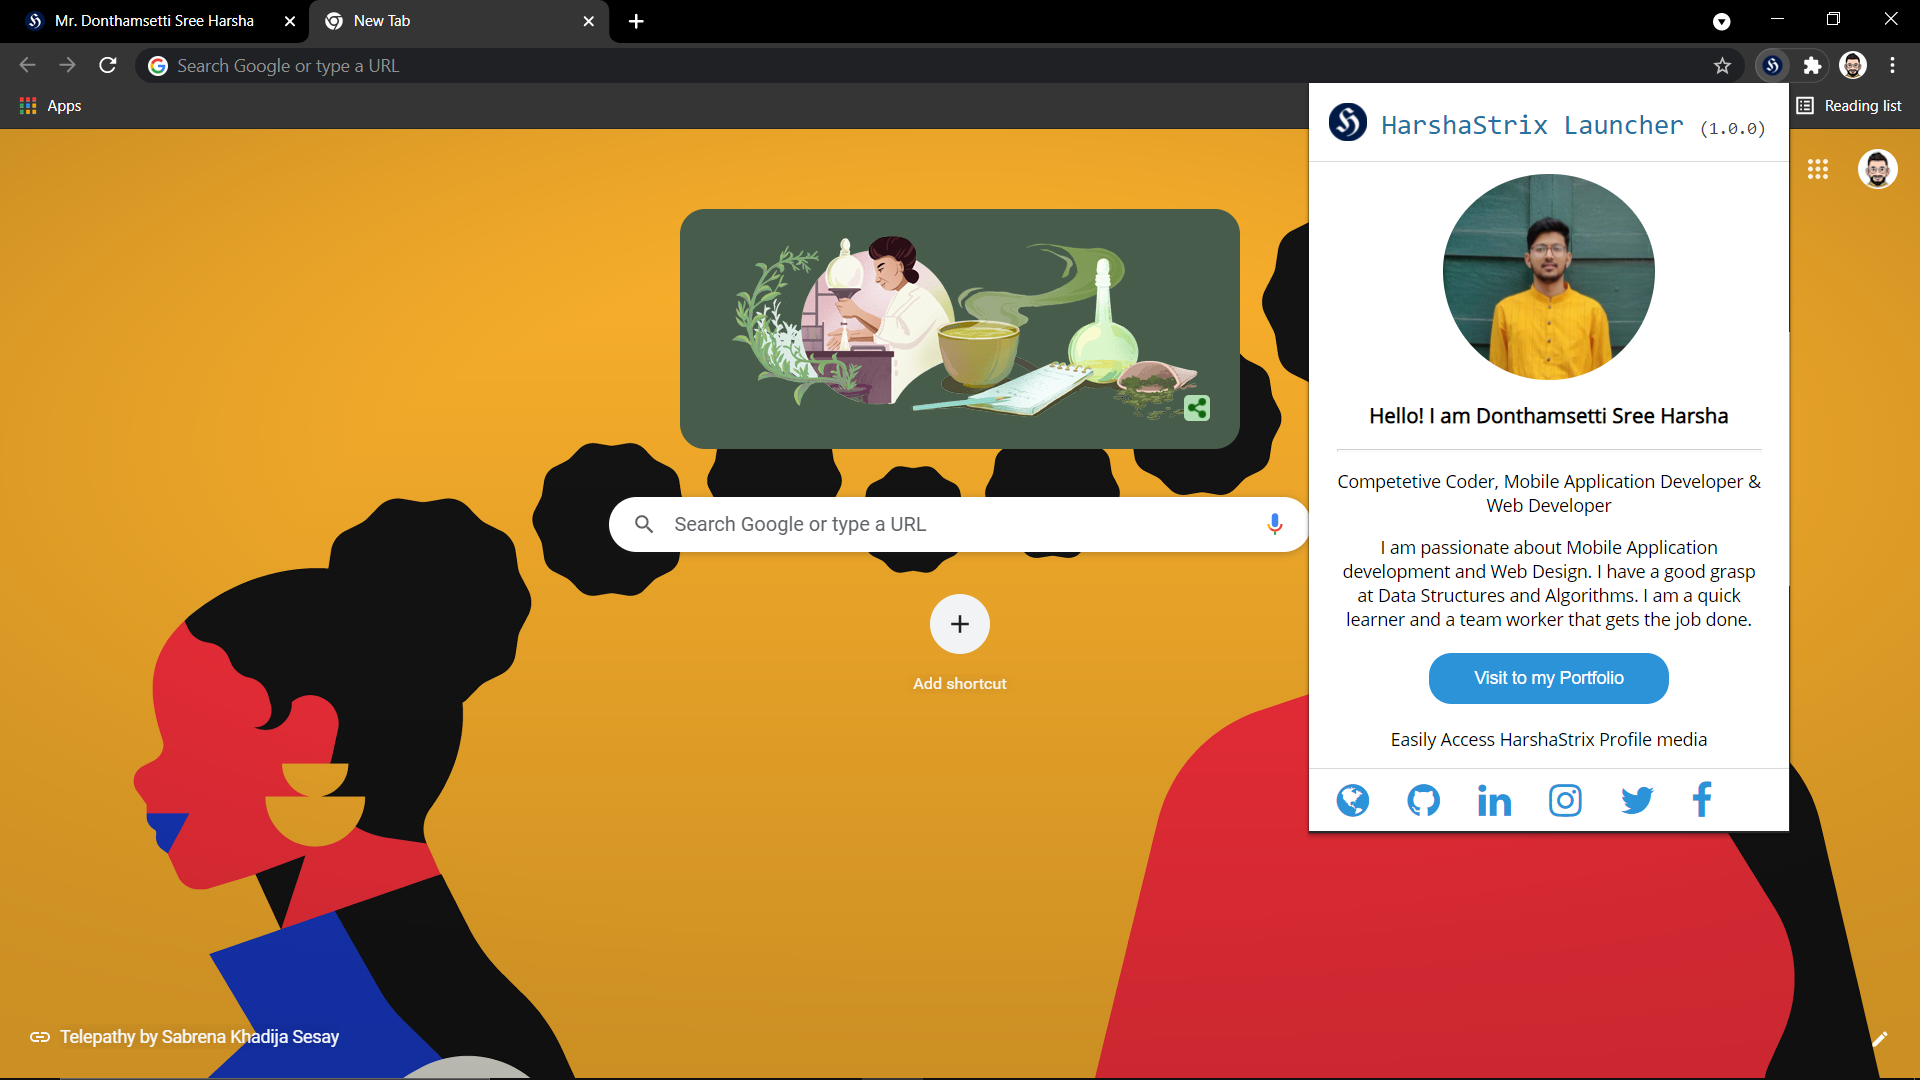 Mr. Donthamsetti Sree Harsha
New Tab
Search Google or type a URL
Apps
Reading list
HarshaStrix Launcher (1.0.0)
Hello! I am Donthamsetti Sree Harsha
Competetive Coder, Mobile Application Developer &
Web Developer
I am passionate about Mobile Application
development and Web Design. I have a good grasp
at Data Structures and Algorithms. I am a quick
learner and a team worker that gets the job done.
Visit to my Portfolio
Easily Access HarshaStrix Profile media
Search Google or type a URL
Add shortcut
Telepathy by Sabrena Khadija Sesay